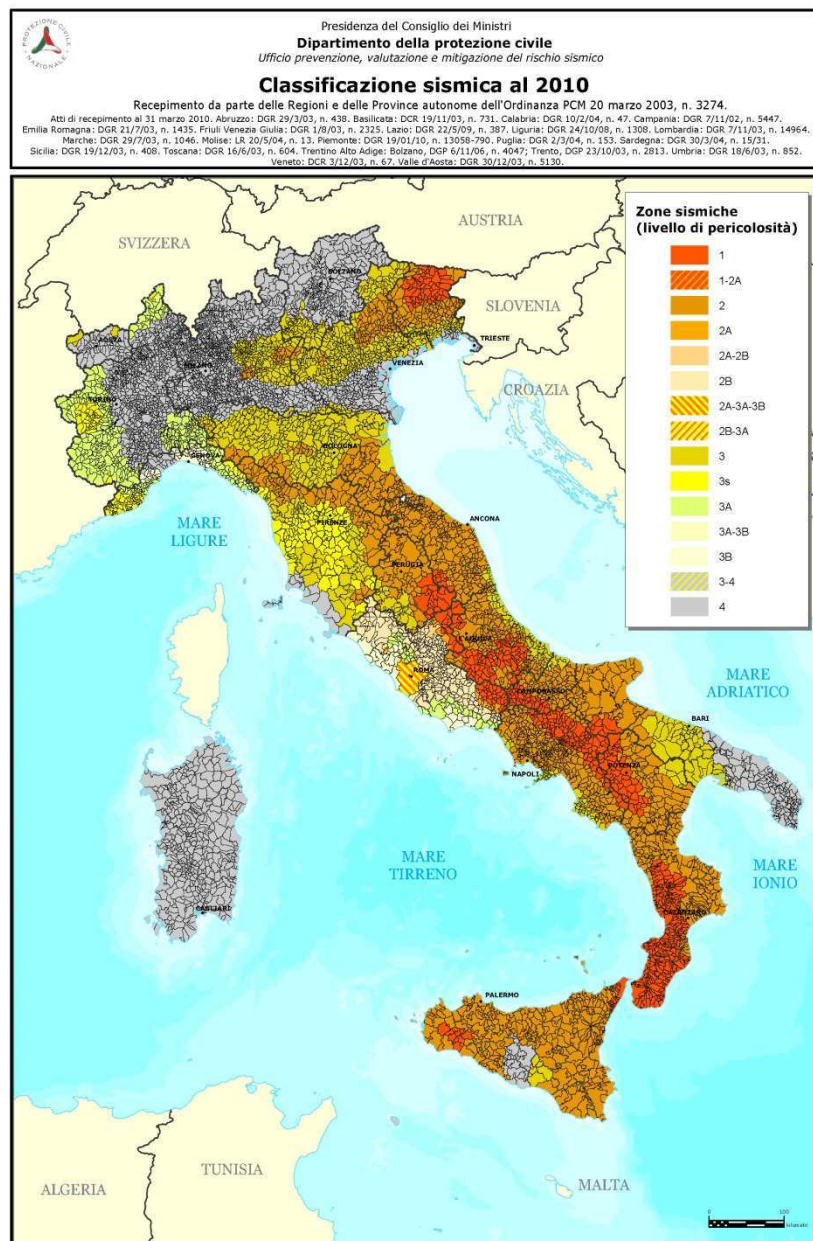 PROTEZIONE CIVILE
NAZIONALE
Presidenza del Consiglio dei Ministri
Dipartimento della protezione civile
Ufficio prevenzione, valutazione e mitigazione del rischio sismico
Classificazione sismica al 2010
Recepimento da parte delle Regioni e delle Province autonome dell'Ordinanza PCM 20 marzo 2003, n. 3274.
Atti di recepimento al 31 marzo 2010. Abruzzo: DGR 29/3/03, n. 438. Basilicata: DCR 19/11/03, n. 731. Calabria: DGR 10/2/04, n. 47. Campania: DGR 7/11/02, n. 5447.
Emilia Romagna: DGR 21/7/03, n. 1435. Friuli Venezia Giulia: DGR 1/8/03, n. 2325. Lazio: DGR 22/5/09, n. 387. Liguria: DGR 24/10/08, n. 1308. Lombardia: DGR 7/11/03, n. 14964.
Marche: DGR 29/7/03, n. 1046. Molise: LR 20/5/04, n. 13. Piemonte: DGR 19/01/10, n. 13058-790. Puglia: DGR 2/3/04, n. 153. Sardegna: DGR 30/3/04, n. 15/31.
Sicilia: DGR 19/12/03, n. 408. Toscana: DGR 16/6/03, n. 604. Trentino Alto Adige: Bolzano, DGP 6/11/06, n. 4047; Trento, DGP 23/10/03, n. 2813. Umbria: DGR 18/6/03, n. 852.
Veneto: DCR 3/12/03, n. 67. Valle d'Aosta: DGR 30/12/03, n. 5130.
Zone sismiche
(livello di pericolosità)
1
1-2A
2
2A
2A-2B
2B
2A-3A-3B
2B-3A
3
3s
3A
3A-3B
3B
3-4
4
AUSTRIA
SVIZZERA
SLOVENIA
CROAZIA
BOLZANO
AOSTA
TRIESTE
MILANO
VENEZIA
TORINO
BOLOGNA
GENOVA
MARE
LIGURE
FIRENZE
ANCONA
PERUGIA
L'AQUILA
ROMA
CAMPOBASSO
MARE
ADRIATICO
BARI
NAPOLI
POTENZA
MARE
TIRRENO
MARE
IONIO
CAGLIARI
CATANZARO
PALERMO
ALGERIA
TUNISIA
MALTA
0
100